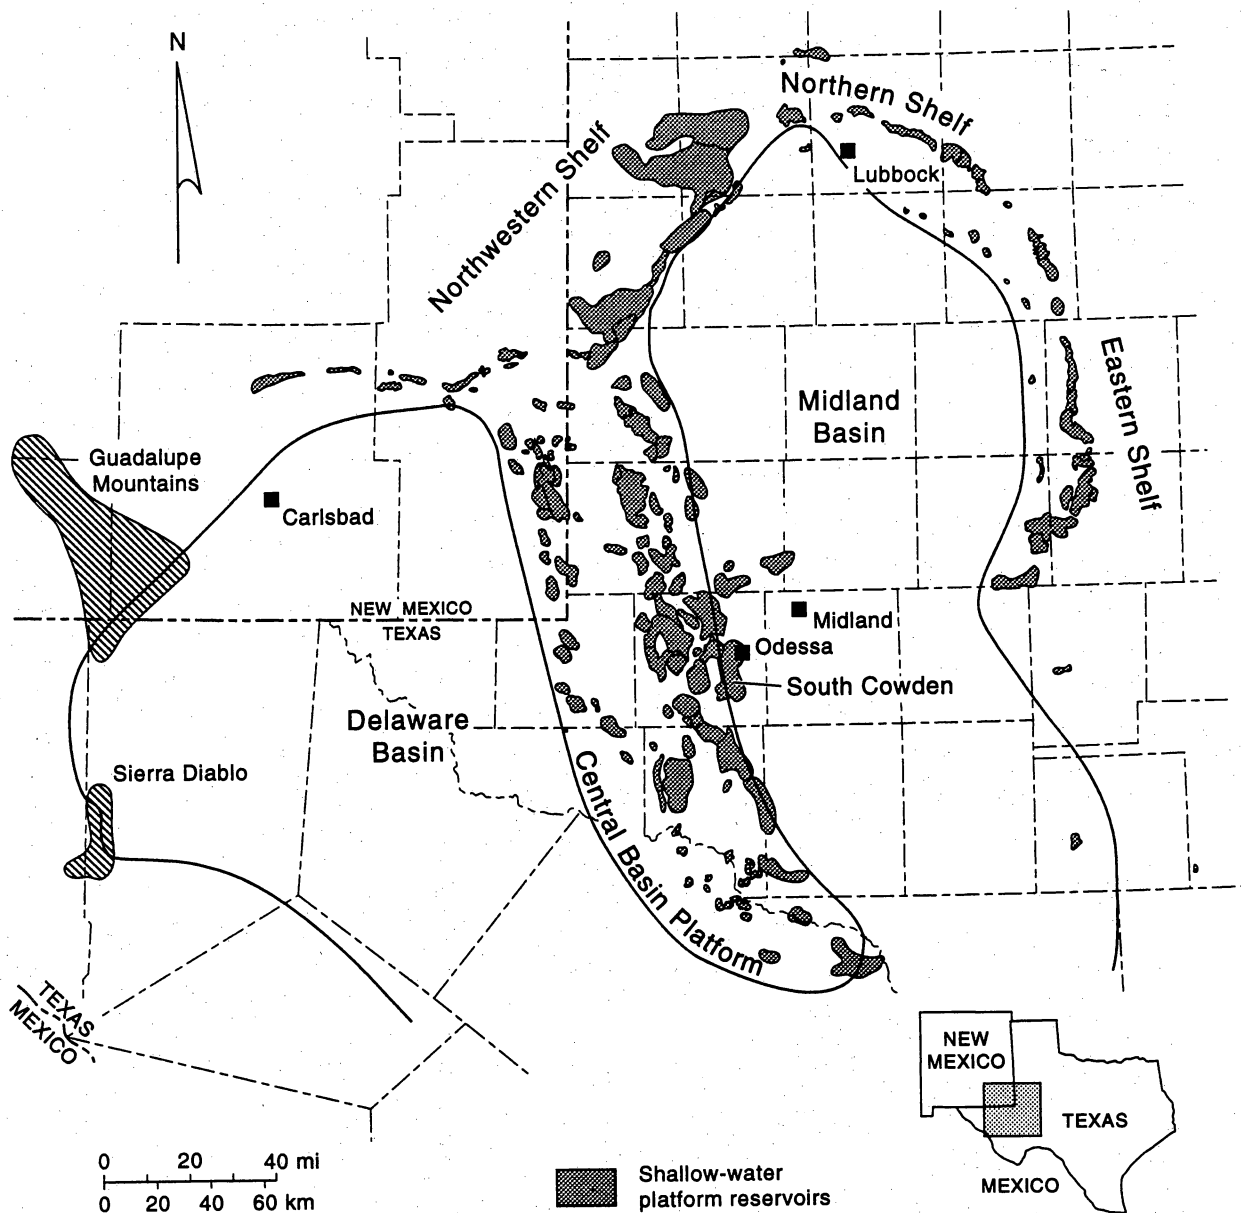 N
Northern Shelf
Northwestern Shelf
Lubbock
Eastern Shelf
Midland
Basin
Guadalupe
Mountains
Carlsbad
NEW MEXICO
TEXAS
Midland
Odessa
South Cowden
Delaware
Basin
Sierra Diablo
Central Basin Platform
TEXAS
MEXICO
NEW
MEXICO
TEXAS
MEXICO
0 20 40 mi
0 20 40 60 km
Shallow-water
platform reservoirs